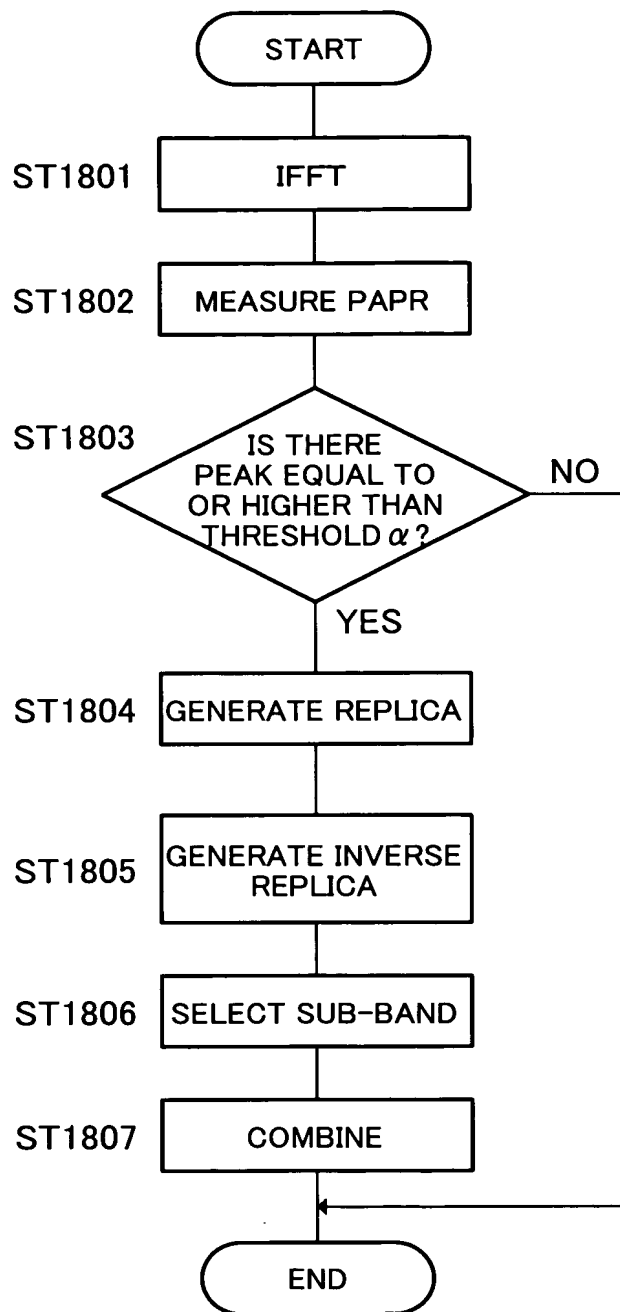 START
ST1801
IFFT
ST1802
MEASURE PAPR
ST1803
IS THERE
PEAK EQUAL TO
OR HIGHER THAN
THRESHOLD α?
NO
YES
ST1804
GENERATE REPLICA
ST1805
GENERATE INVERSE
REPLICA
ST1806
SELECT SUB-BAND
ST1807
COMBINE
END